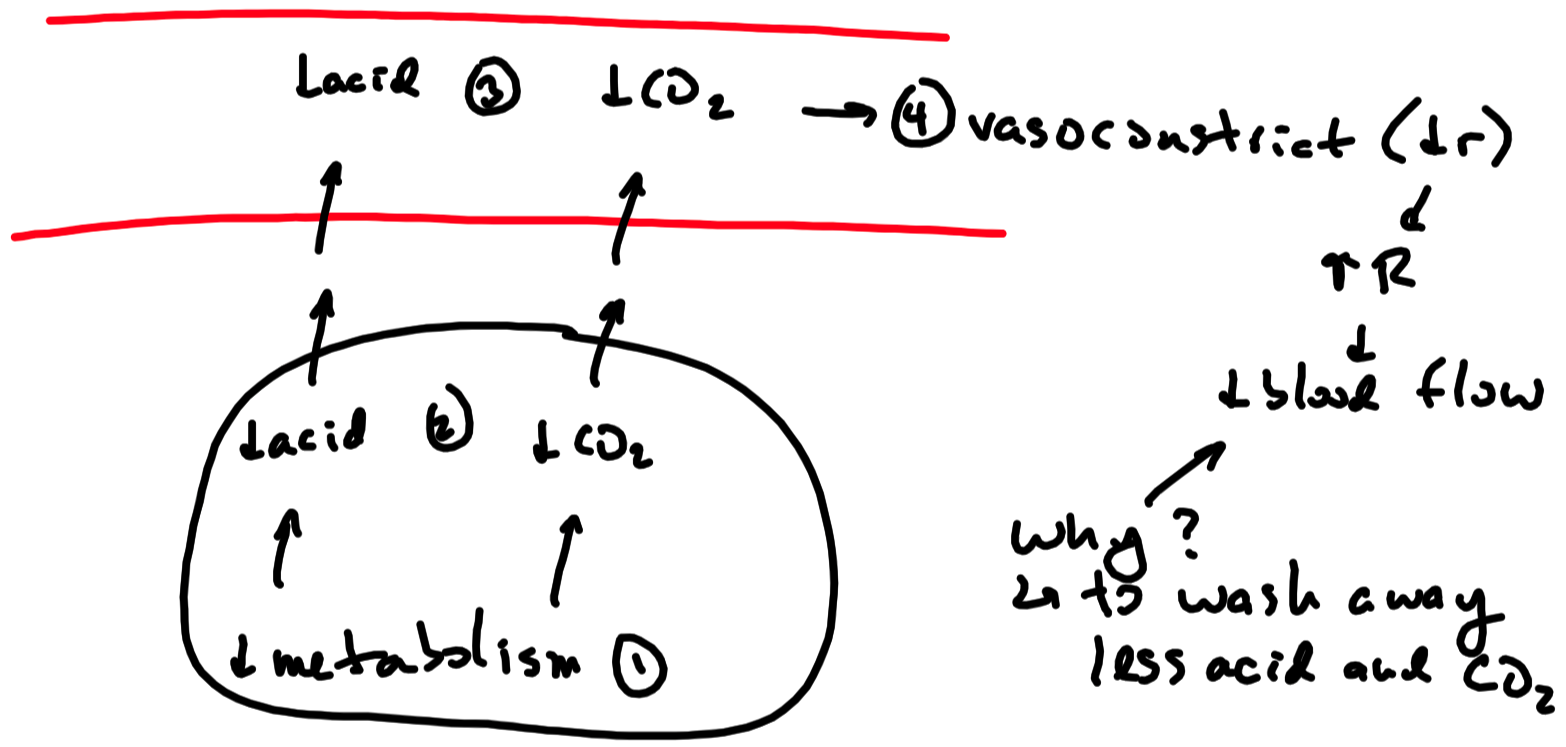 ↓acid ③ ↓CO₂ → ④ vasoconstrict (↓r)
↓
↑R
↓
↓blood flow
↓acid ② ↓CO₂
why?
↳ to wash away
less acid and CO₂
↓metabolism ①